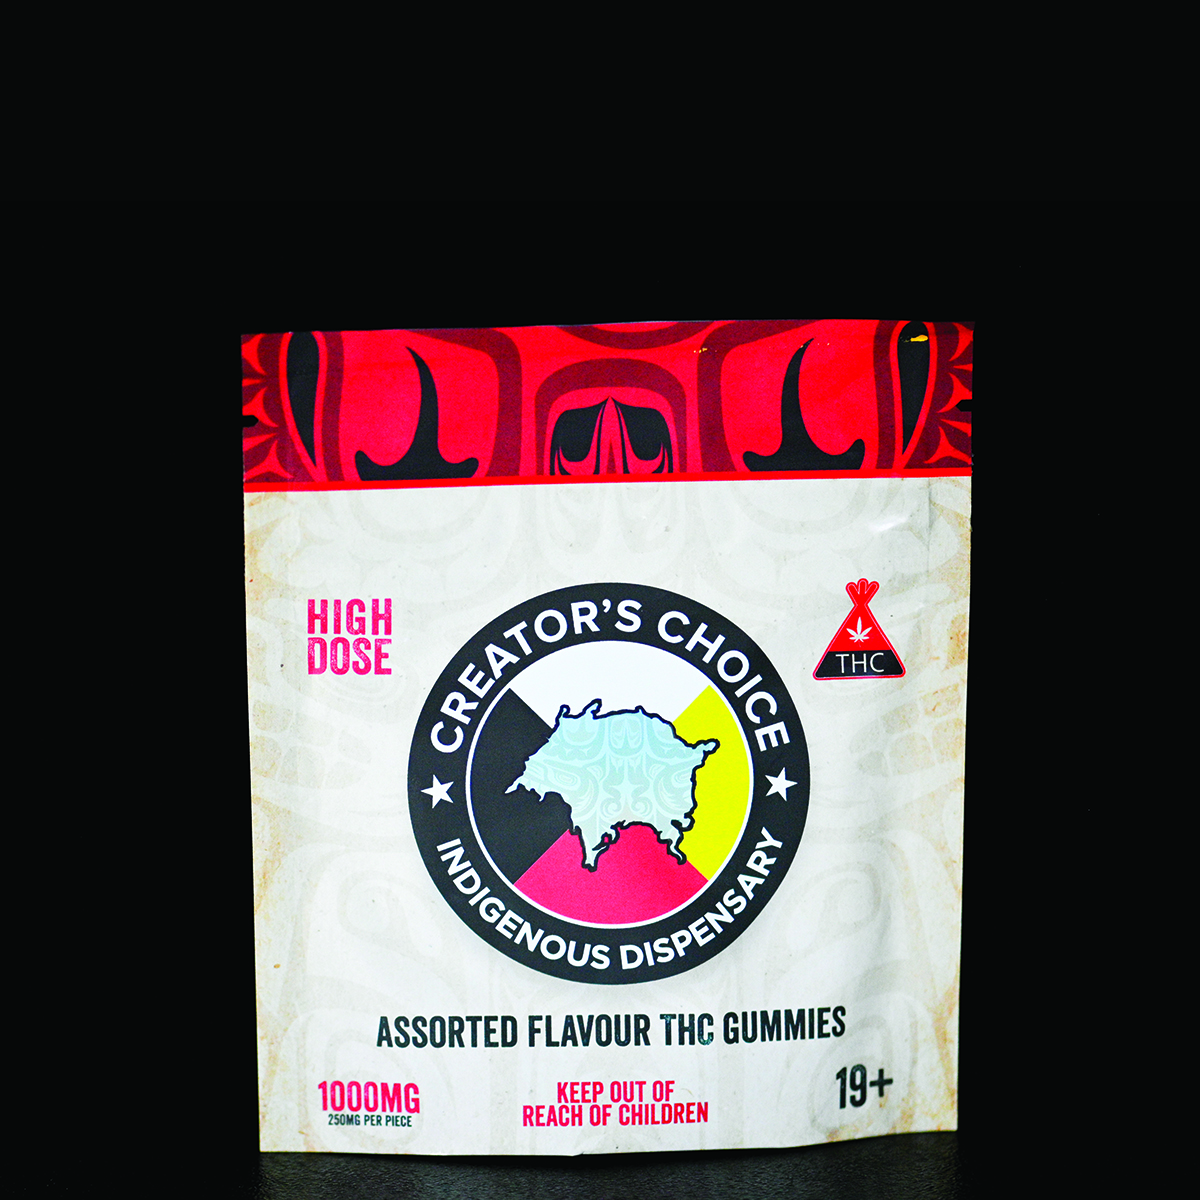 HIGH
DOSE
CREATOR'S CHOICE
THC
INDIGENOUS DISPENSARY
ASSORTED FLAVOUR THC GUMMIES
1000MG
250MG PER PIECE
KEEP OUT OF
REACH OF CHILDREN
19+